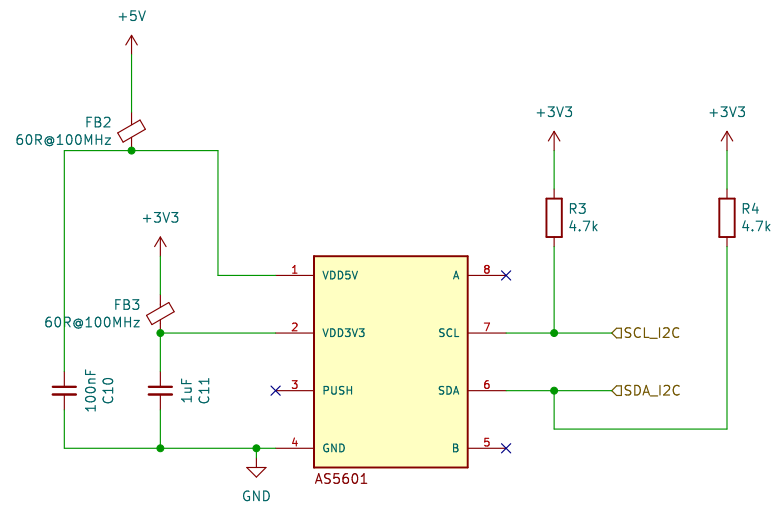 +5V
FB2
60R@100MHz
+3V3
+3V3
+3V3
R3
4.7k
R4
4.7k
FB3
60R@100MHz
1
VDD5V
A
8
2
VDD3V3
SCL
7
SCL_I2C
3
PUSH
SDA
6
SDA_I2C
100nF
C10
1uF
C11
4
GND
B
5
AS5601
GND